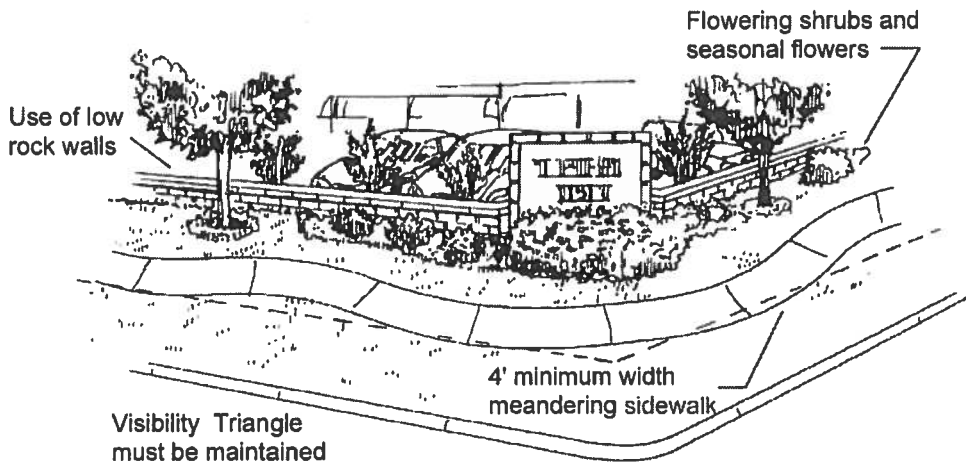 Flowering shrubs and
seasonal flowers
Use of low
rock walls
4' minimum width
meandering sidewalk
Visibility Triangle
must be maintained